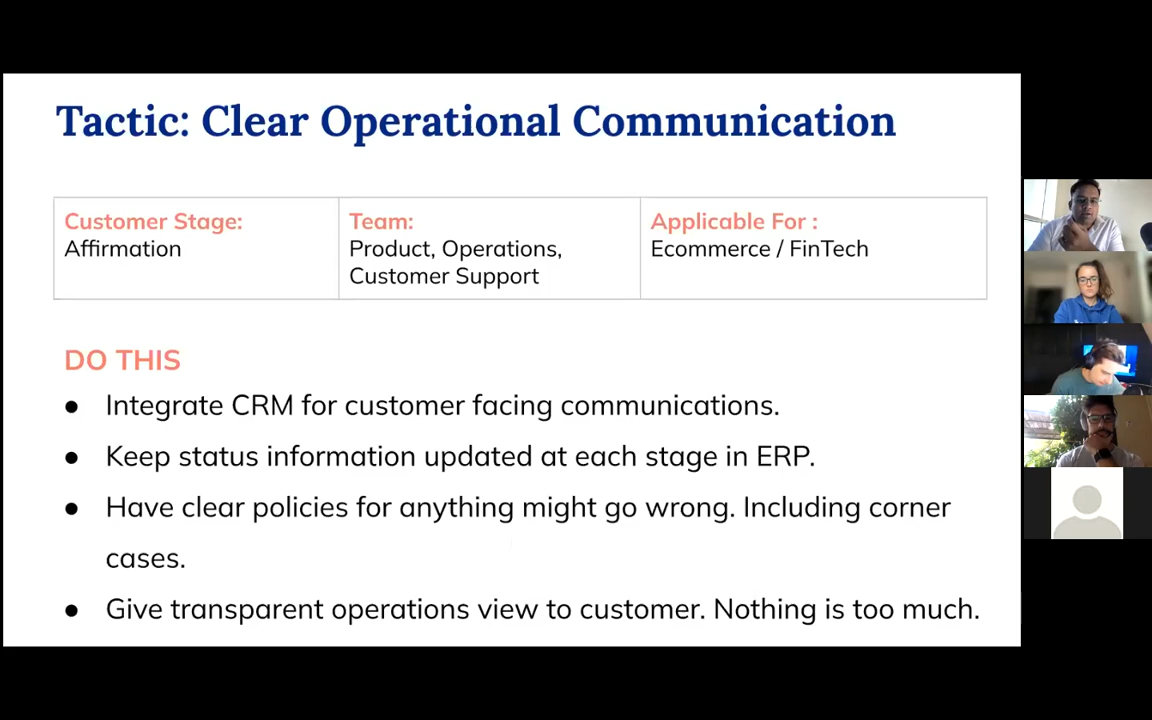 Tactic: Clear Operational Communication
Customer Stage:
Affirmation
Team:
Product, Operations,
Customer Support
Applicable For :
Ecommerce / FinTech
DO THIS
● Integrate CRM for customer facing communications.
● Keep status information updated at each stage in ERP.
● Have clear policies for anything might go wrong. Including corner
cases.
● Give transparent operations view to customer. Nothing is too much.